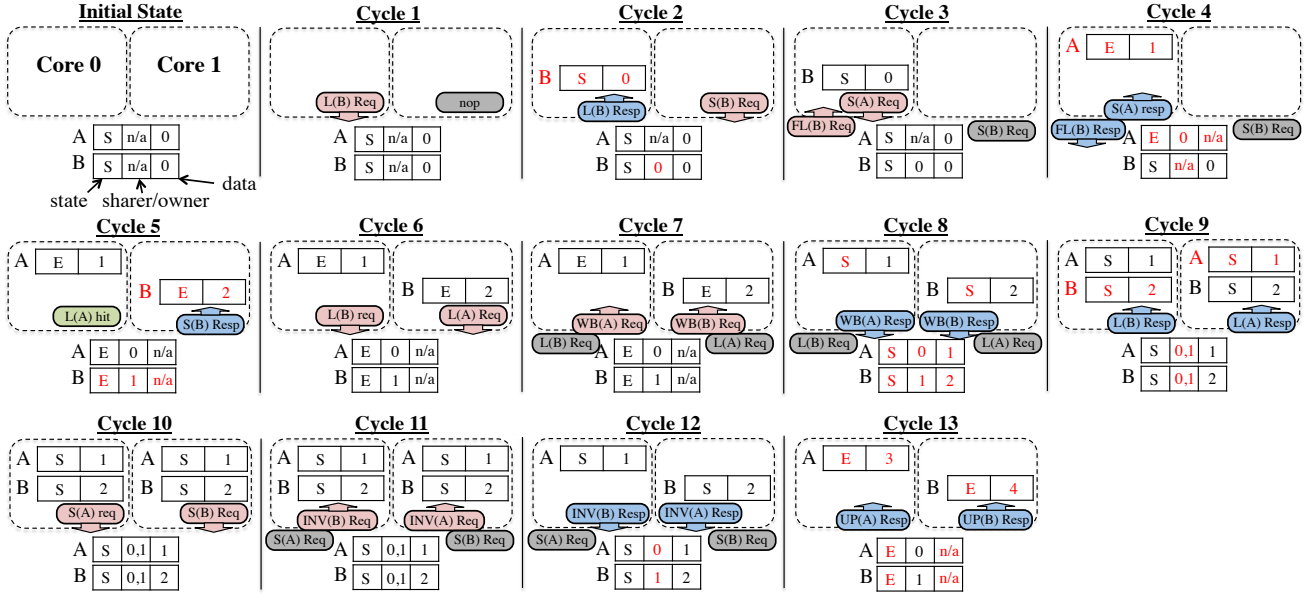 Initial State
Core 0
Core 1
A S n/a 0
B S n/a 0
state
sharer/owner
data
Cycle 1
L(B) Req
nop
A S n/a 0
B S n/a 0
Cycle 2
B S 0
L(B) Resp
S(B) Req
A S n/a 0
B S 0 0
Cycle 3
B S 0
S(A) Req
FL(B) Req
S(B) Req
A S n/a 0
B S 0 0
Cycle 4
A E 1
S(A) resp
FL(B) Resp
S(B) Req
A E 0 n/a
B S n/a 0
Cycle 5
A E 1
B E 2
L(A) hit
S(B) Resp
A E 0 n/a
B E 1 n/a
Cycle 6
A E 1
B E 2
L(B) req
L(A) Req
A E 0 n/a
B E 1 n/a
Cycle 7
A E 1
B E 2
WB(A) Req
WB(B) Req
L(B) Req
L(A) Req
A E 0 n/a
B E 1 n/a
Cycle 8
A S 1
B S 2
WB(A) Resp
WB(B) Resp
L(B) Req
L(A) Req
A S 0 1
B S 1 2
Cycle 9
A S 1
A S 1
B S 2
B S 2
L(B) Resp
L(A) Resp
A S 0,1 1
B S 0,1 2
Cycle 10
A S 1
A S 1
B S 2
B S 2
S(A) req
S(B) Req
A S 0,1 1
B S 0,1 2
Cycle 11
A S 1
A S 1
B S 2
B S 2
INV(B) Req
INV(A) Req
S(A) Req
S(B) Req
A S 0,1 1
B S 0,1 2
Cycle 12
A S 1
B S 2
INV(B) Resp
INV(A) Resp
S(A) Req
S(B) Req
A S 0 1
B S 1 2
Cycle 13
A E 3
B E 4
UP(A) Resp
UP(B) Resp
A E 0 n/a
B E 1 n/a